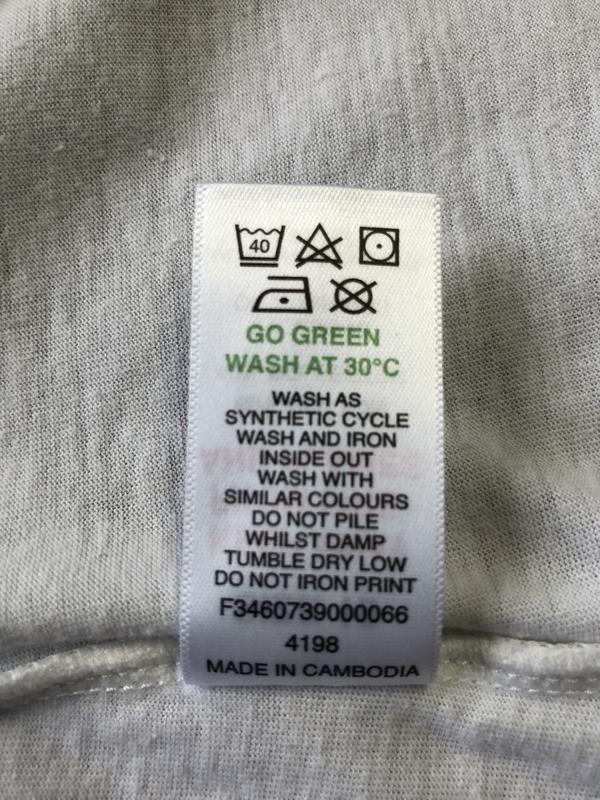 40
GO GREEN
WASH AT 30°C
WASH AS
SYNTHETIC CYCLE
WASH AND IRON
INSIDE OUT
WASH WITH
SIMILAR COLOURS
DO NOT PILE
WHILST DAMP
TUMBLE DRY LOW
DO NOT IRON PRINT
F3460739000066
4198
MADE IN CAMBODIA